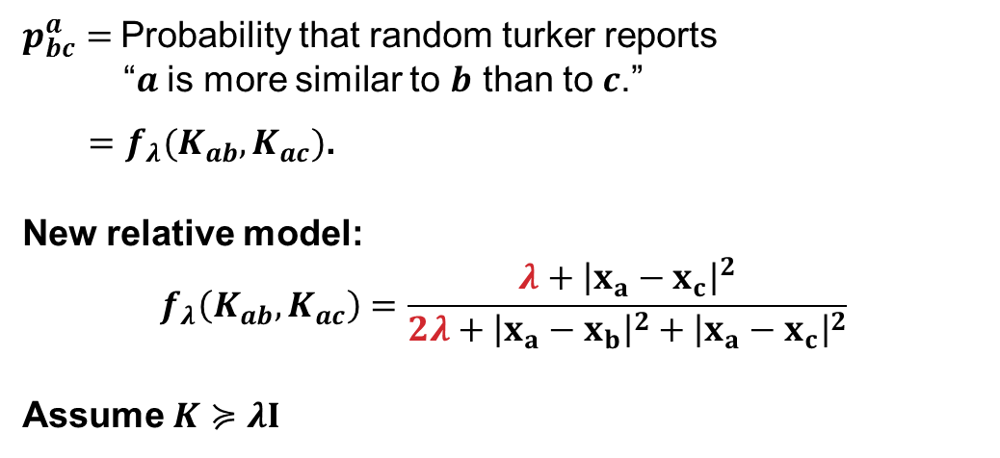 p^a_bc = Probability that random turker reports
“a is more similar to b than to c.”
= f_λ(K_ab, K_ac).
New relative model:
f_λ(K_ab, K_ac) = (λ + |x_a − x_c|²) / (2λ + |x_a − x_b|² + |x_a − x_c|²)
Assume K ≽ λI